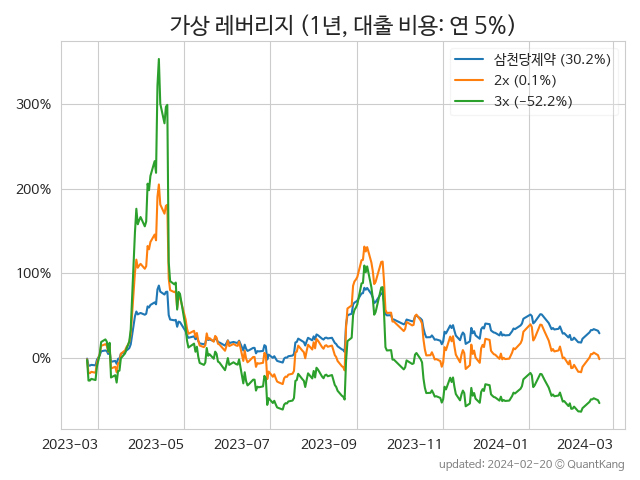 가상 레버리지 (1년, 대출 비용: 연 5%)
삼천당제약 (30.2%)
2x (0.1%)
3x (−52.2%)
300%
200%
100%
0%
2023-03 2023-05 2023-07 2023-09 2023-11 2024-01 2024-03
updated: 2024-02-20 © QuantKang